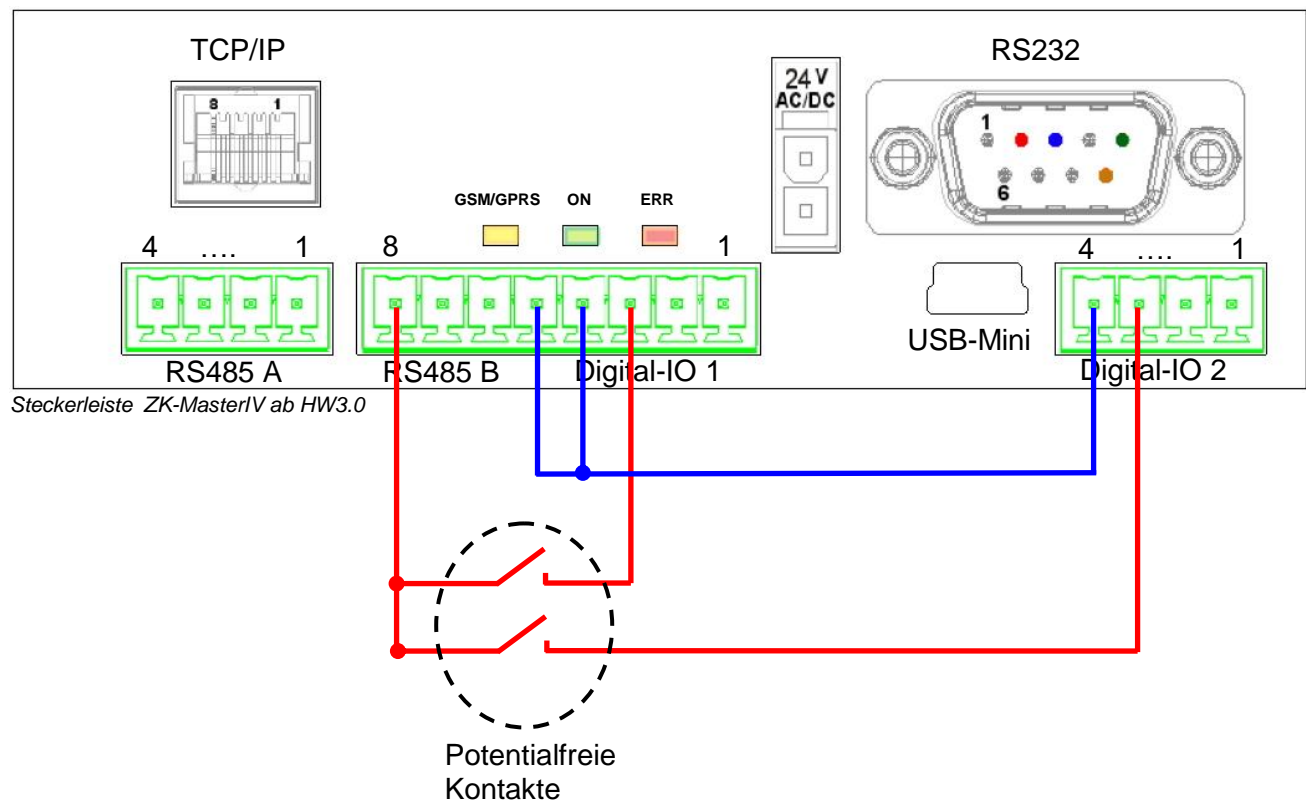 TCP/IP
RS232
24 V
AC/DC
8 1
1
6
GSM/GPRS ON ERR
4 .... 1
8 1
4 .... 1
USB-Mini
RS485 A
RS485 B
Digital-IO 1
Digital-IO 2
Steckerleiste ZK-MasterIV ab HW3.0
Potentialfreie
Kontakte